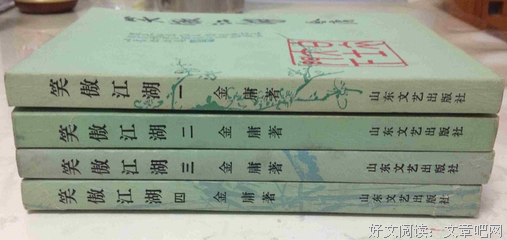 笑傲江湖 一 金庸著 山东文艺出版社
笑傲江湖 二 金庸著 山东文艺出版社
笑傲江湖 三 金庸著 山东文艺出版社
笑傲江湖 四 金庸著 山东文艺出版社
好文阅读：文章吧网